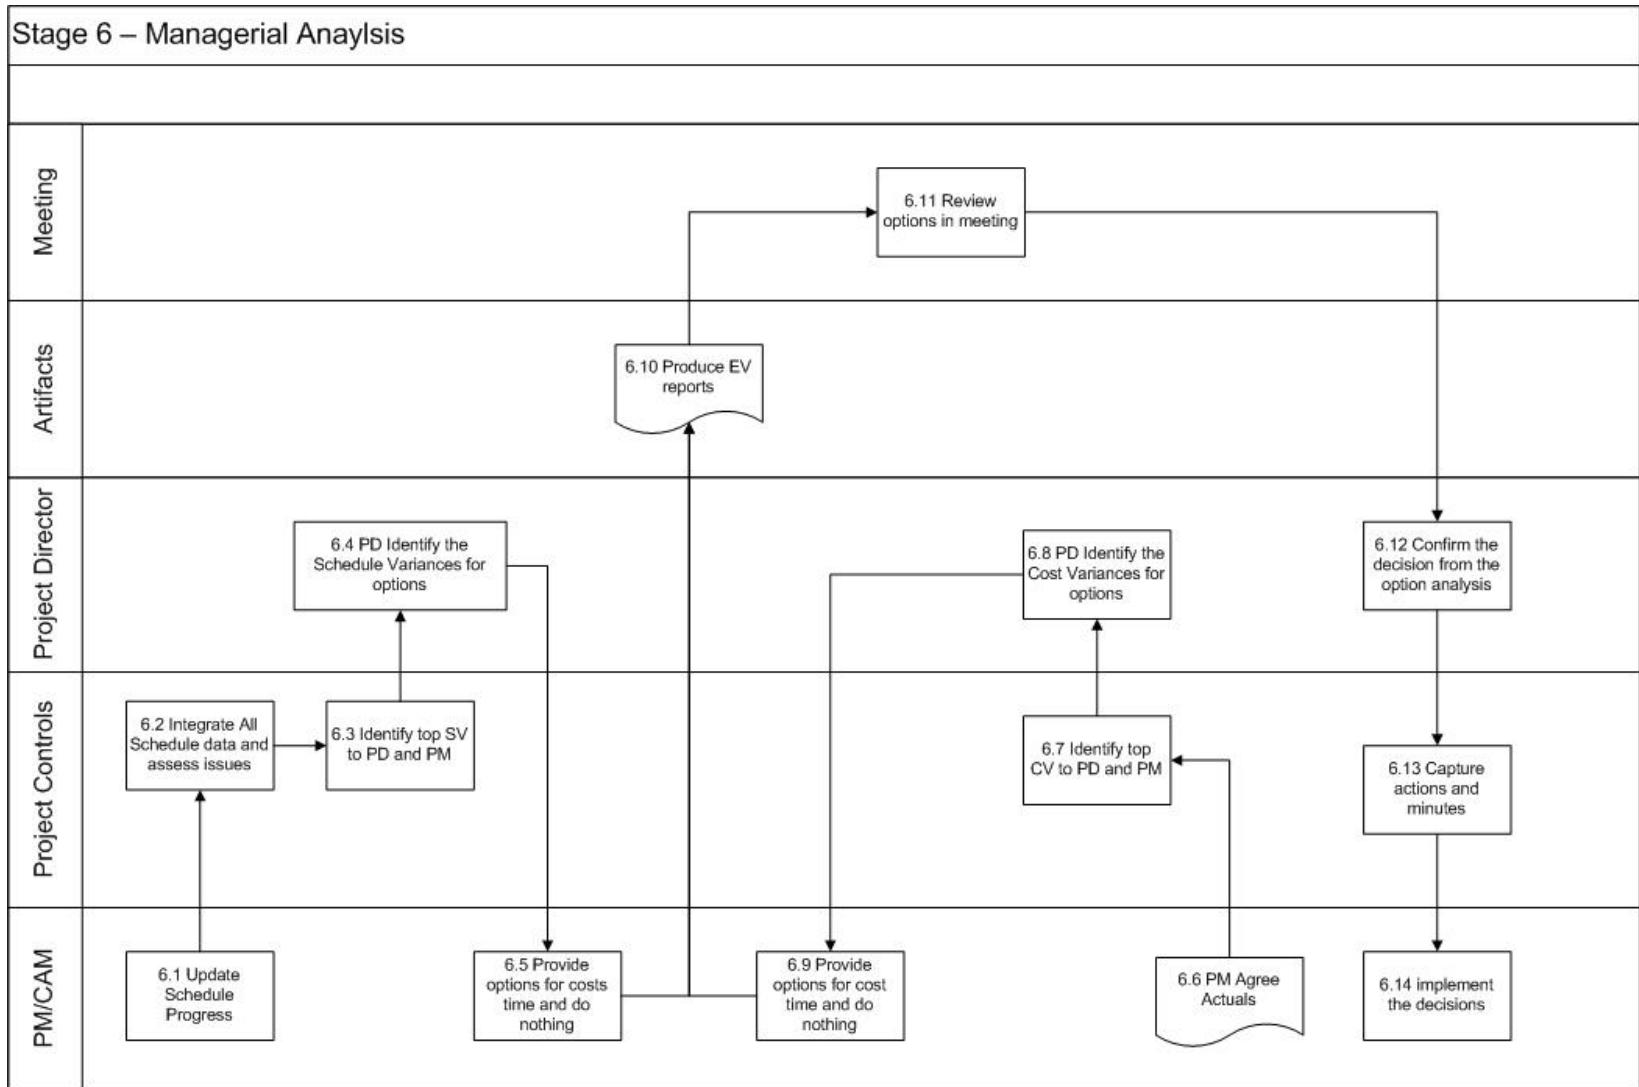 Stage 6 – Managerial Anaylsis
Meeting
6.11 Review
options in meeting
Artifacts
6.10 Produce EV
reports
Project Director
6.4 PD Identify the
Schedule Variances for
options
6.8 PD Identify the
Cost Variances for
options
6.12 Confirm the
decision from the
option analysis
Project Controls
6.2 Integrate All
Schedule data and
assess issues
6.3 Identify top SV
to PD and PM
6.7 Identify top
CV to PD and PM
6.13 Capture
actions and
minutes
PM/CAM
6.1 Update
Schedule
Progress
6.5 Provide
options for costs
time and do
nothing
6.9 Provide
options for cost
time and do
nothing
6.6 PM Agree
Actuals
6.14 implement
the decisions